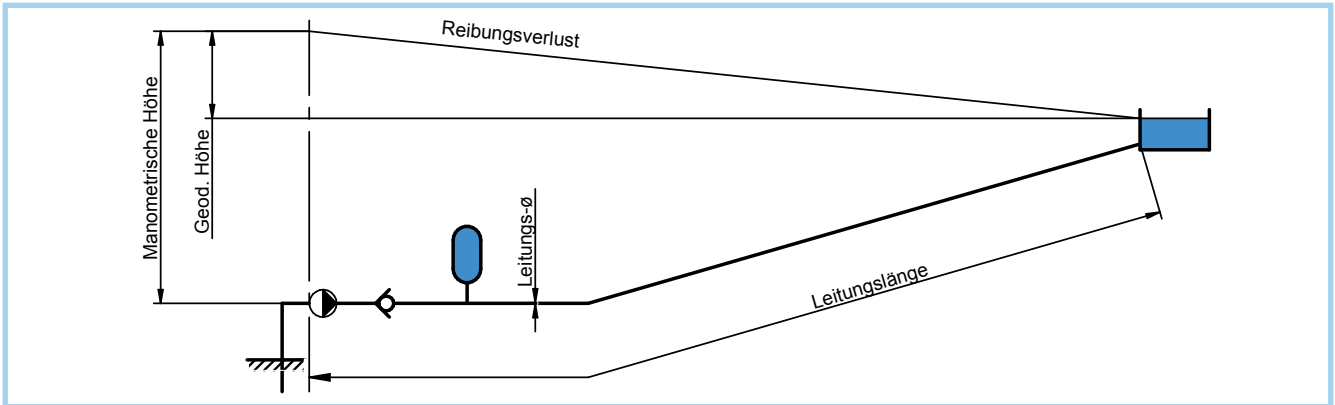 Reibungsverlust
Manometrische Höhe
Geod. Höhe
Leitungs-ø
Leitungslänge